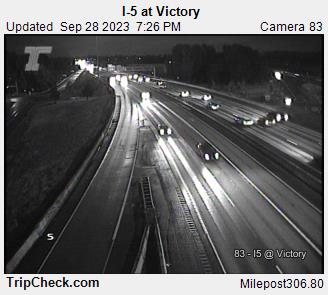 I-5 at Victory
Updated Sep 28 2023 7:26 PM Camera 83
T
S
83 - I5 @ Victory
TripCheck.com Milepost306.80